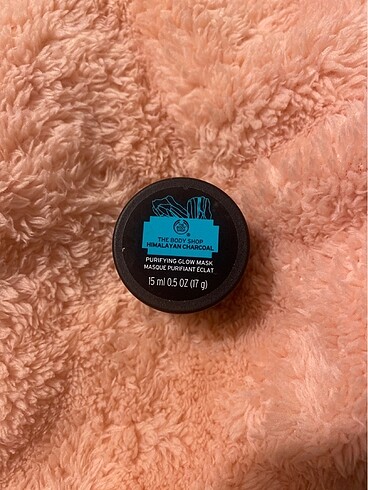 ®
THE BODY SHOP
HIMALAYAN CHARCOAL
PURIFYING GLOW MASK
MASQUE PURIFIANT ÉCLAT
15 ml 0.5 OZ (17 g)